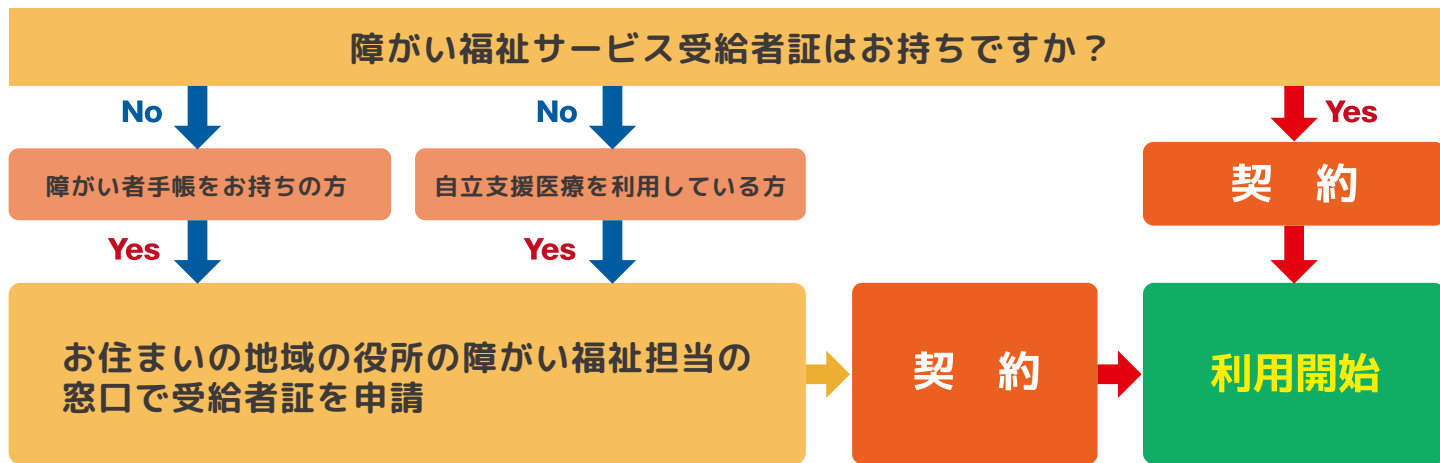 障がい福祉サービス受給者証はお持ちですか？
No
No
Yes
障がい者手帳をお持ちの方
自立支援医療を利用している方
契　約
Yes
Yes
お住まいの地域の役所の障がい福祉担当の
窓口で受給者証を申請
契　約
利用開始